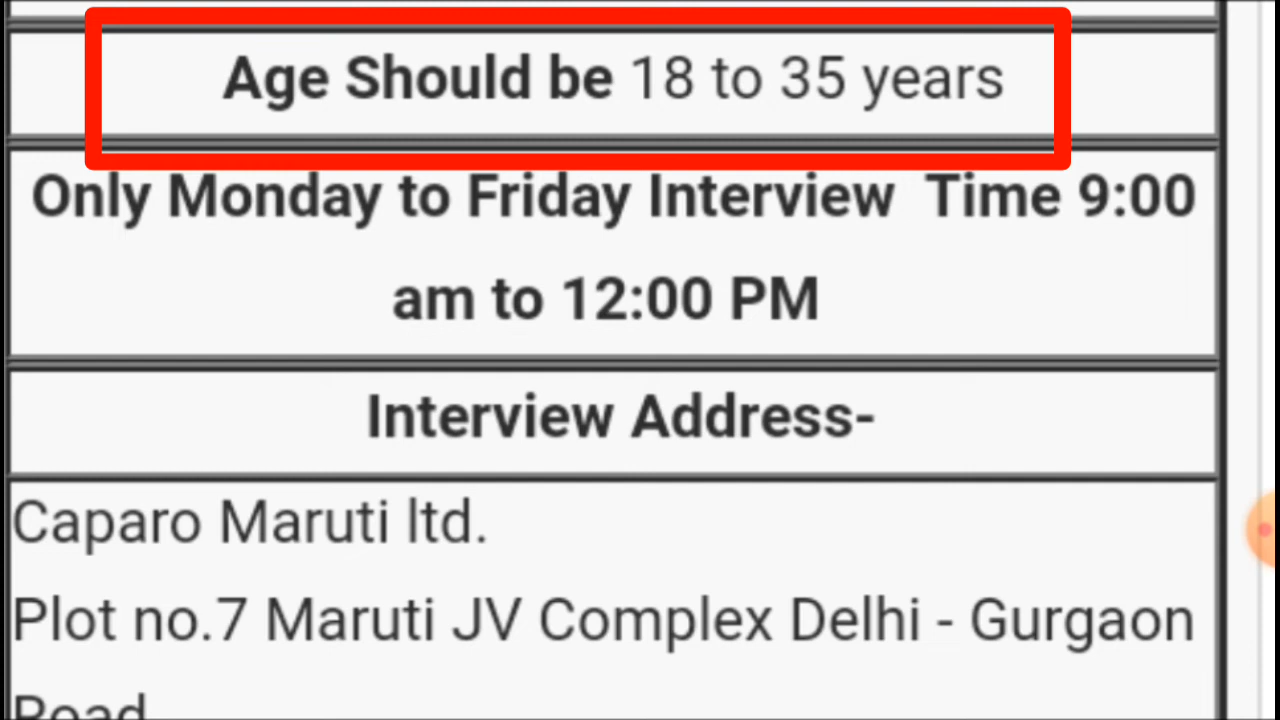 Age Should be 18 to 35 years
Only Monday to Friday Interview Time 9:00
am to 12:00 PM
Interview Address-
Caparo Maruti ltd.
Plot no.7 Maruti JV Complex Delhi - Gurgaon
Road